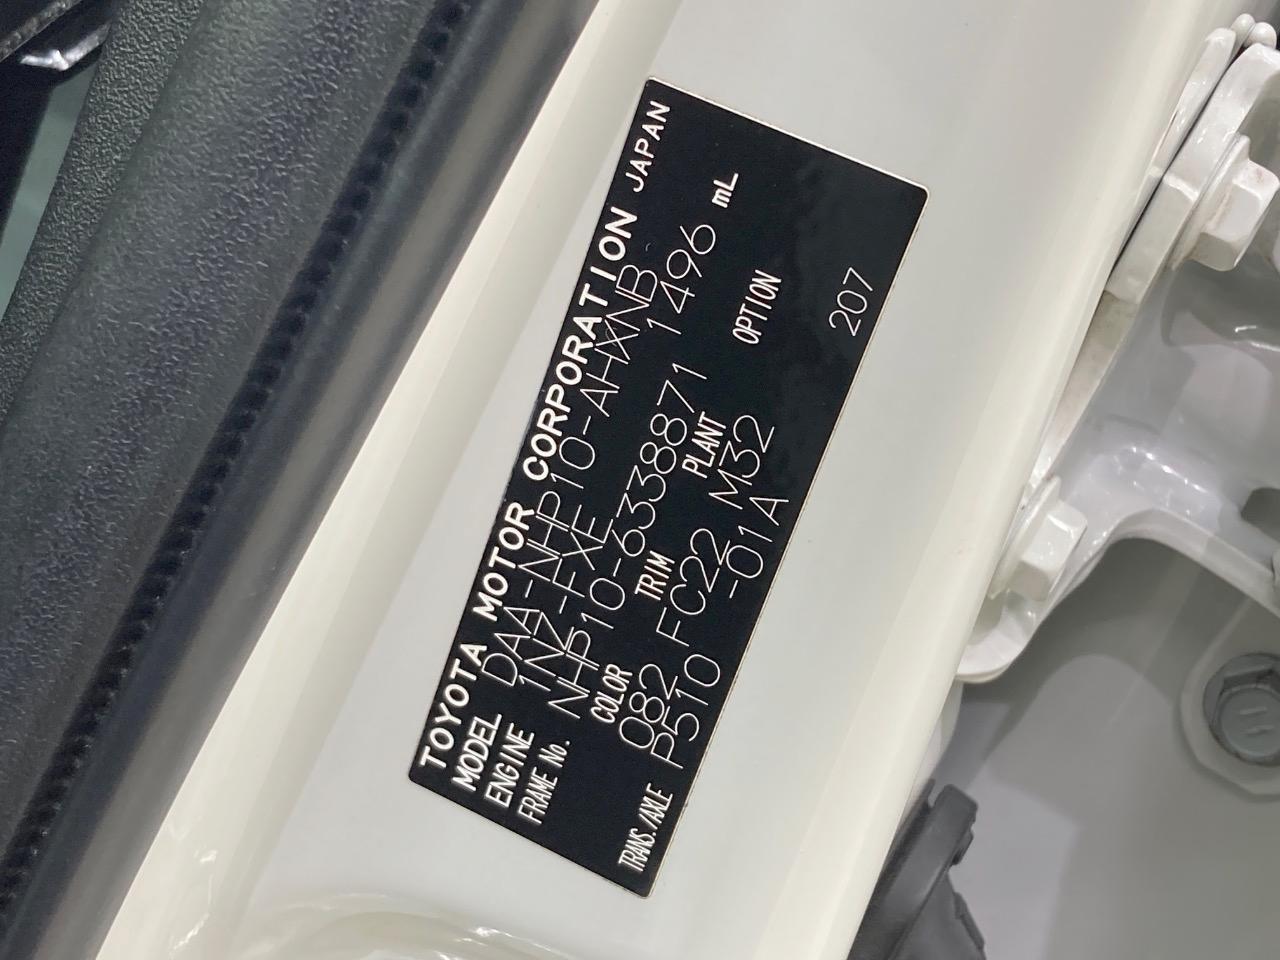 TOYOTA MOTOR CORPORATION JAPAN
MODEL DAA-NHP10-AHXNB
ENGINE 1NZ-FXE 1496 mL
FRAME No. NHP10-6338871
COLOR TRIM PLANT OPTION
082 FC22 M32
TRANS./AXLE P510 -01A 207